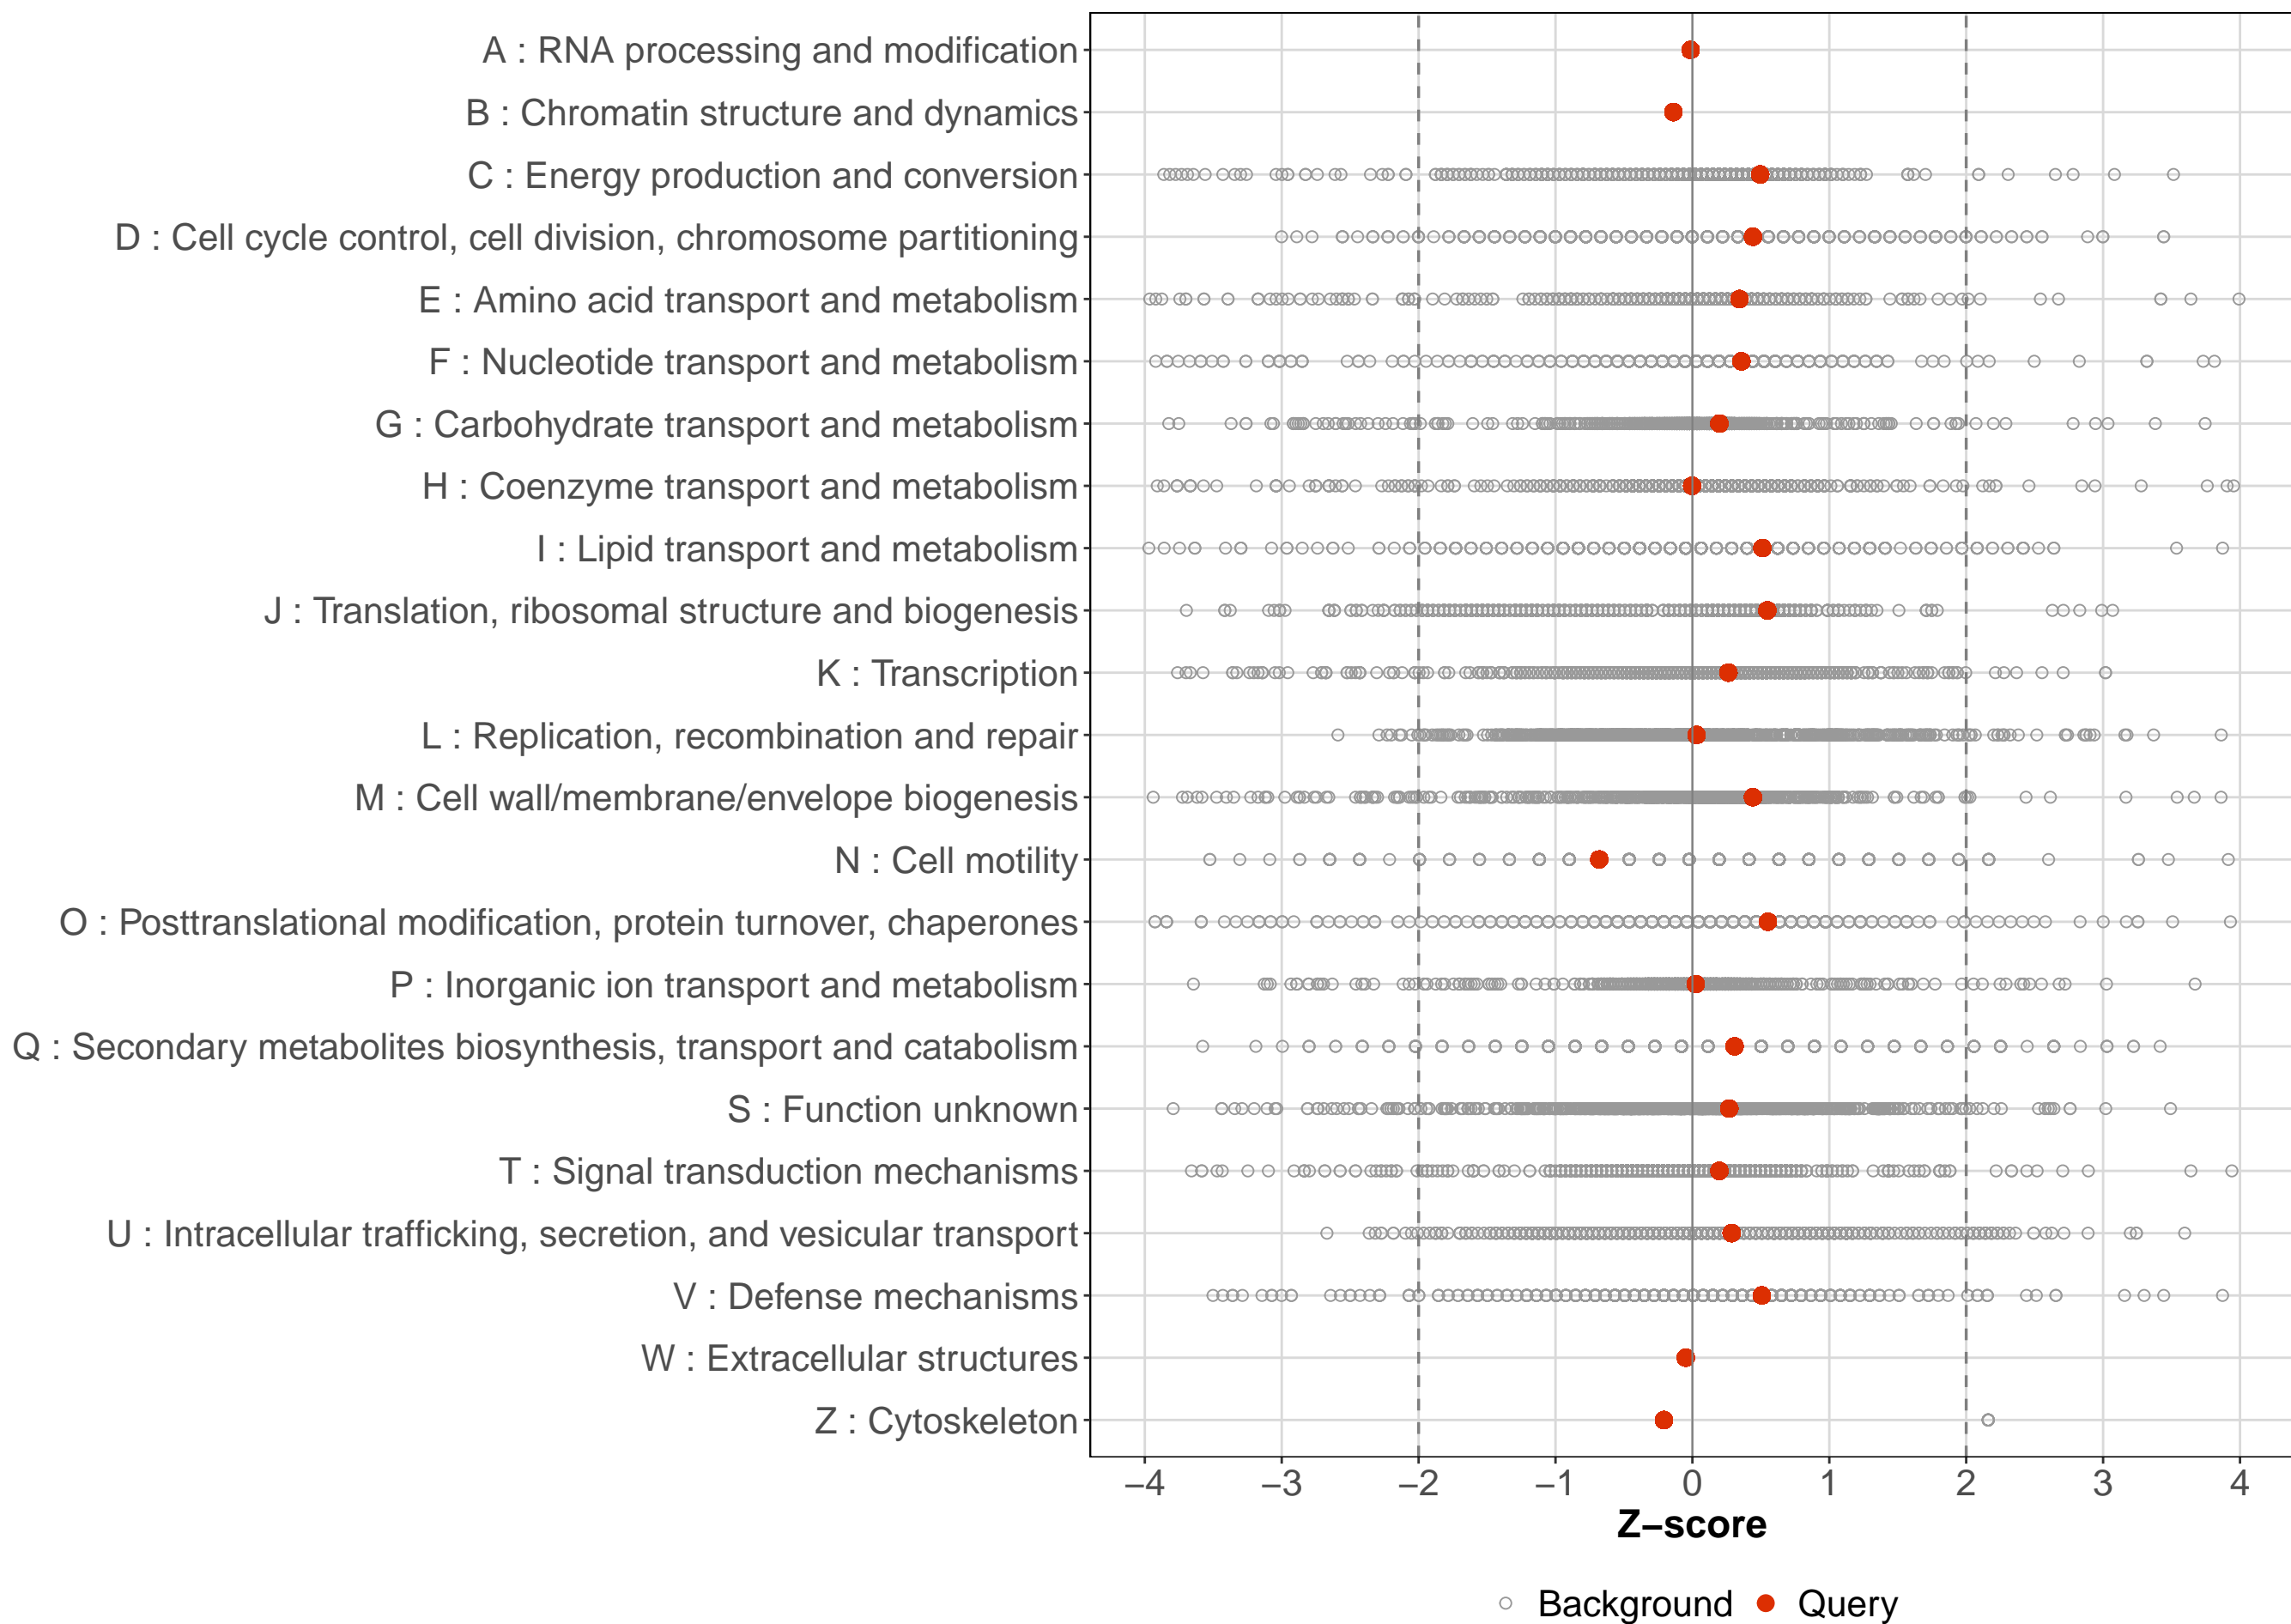 A : RNA processing and modification
B : Chromatin structure and dynamics
C : Energy production and conversion
D : Cell cycle control, cell division, chromosome partitioning
E : Amino acid transport and metabolism
F : Nucleotide transport and metabolism
G : Carbohydrate transport and metabolism
H : Coenzyme transport and metabolism
I : Lipid transport and metabolism
J : Translation, ribosomal structure and biogenesis
K : Transcription
L : Replication, recombination and repair
M : Cell wall/membrane/envelope biogenesis
N : Cell motility
O : Posttranslational modification, protein turnover, chaperones
P : Inorganic ion transport and metabolism
Q : Secondary metabolites biosynthesis, transport and catabolism
S : Function unknown
T : Signal transduction mechanisms
U : Intracellular trafficking, secretion, and vesicular transport
V : Defense mechanisms
W : Extracellular structures
Z : Cytoskeleton
−4 −3 −2 −1 0 1 2 3 4
Z−score
Background Query